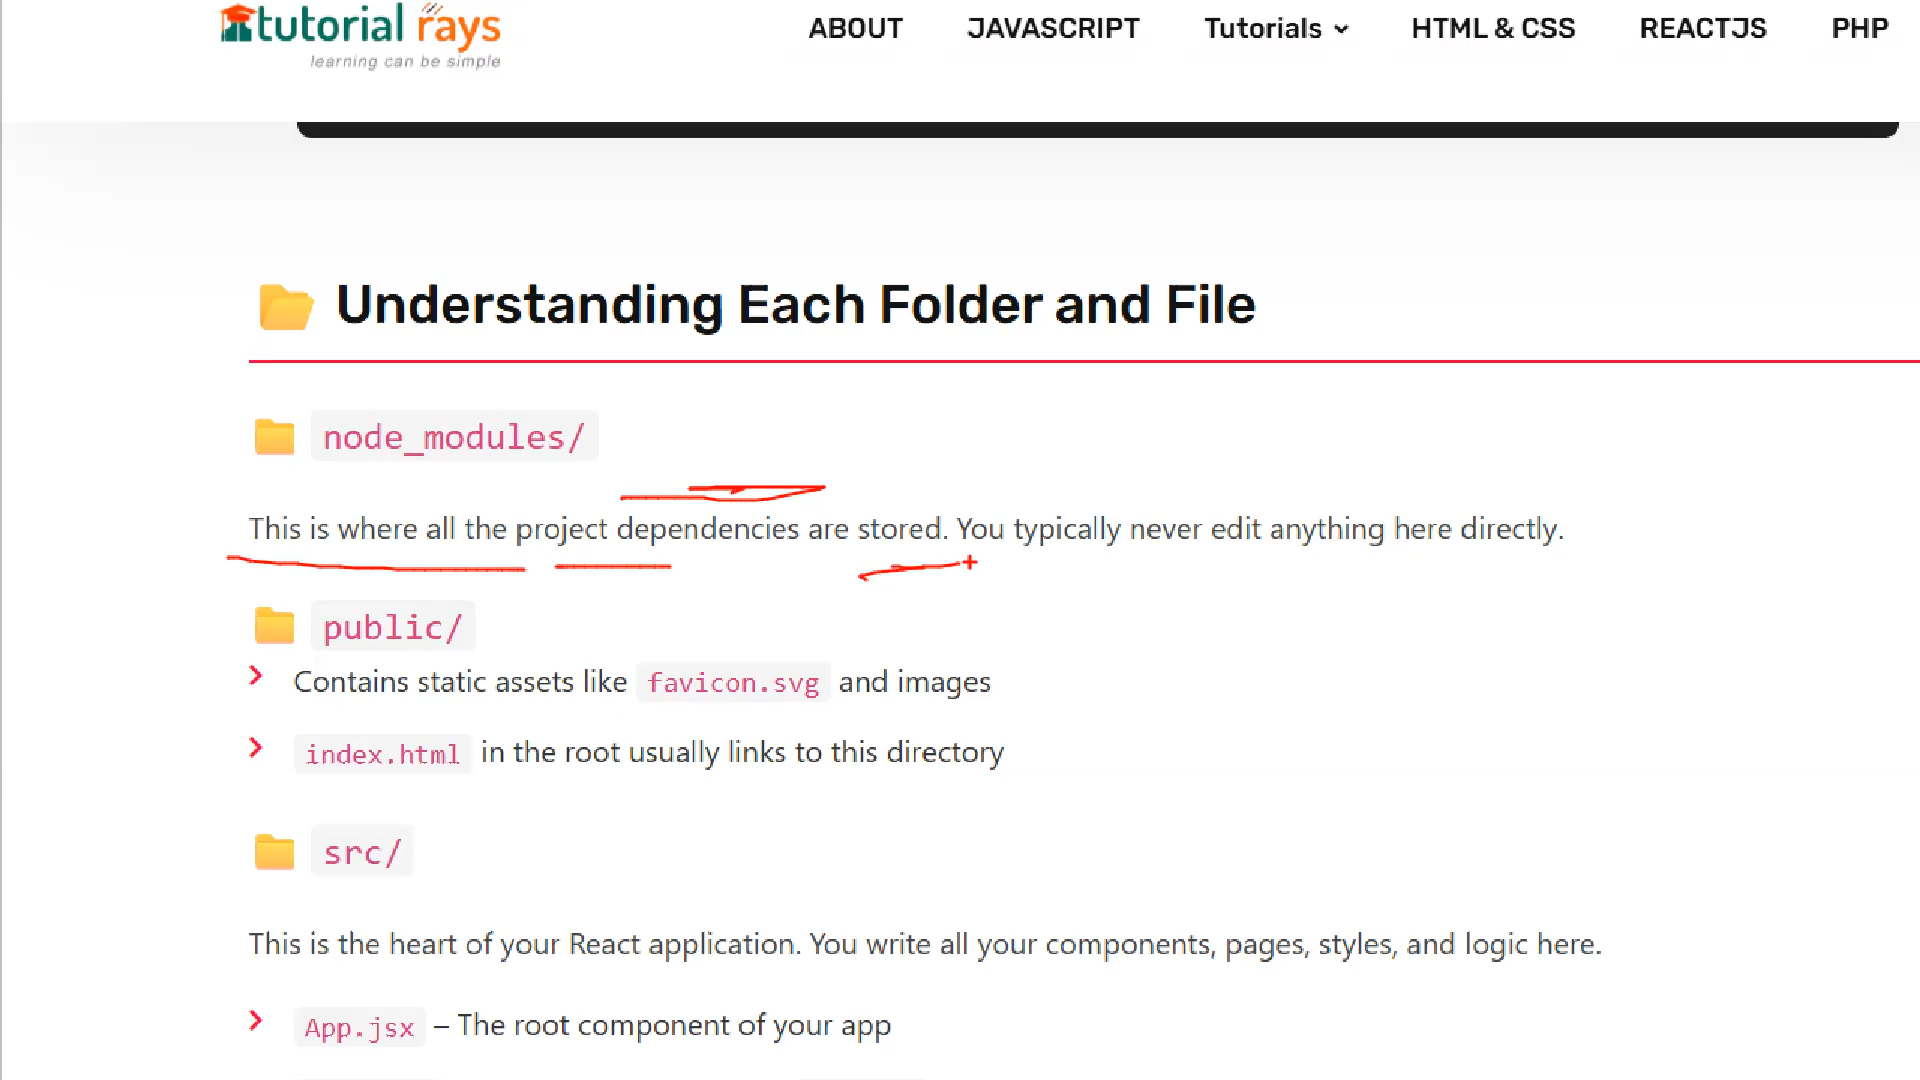 tutorial rays
learning can be simple
ABOUT JAVASCRIPT Tutorials HTML & CSS REACTJS PHP
Understanding Each Folder and File
node_modules/
This is where all the project dependencies are stored. You typically never edit anything here directly.
public/
Contains static assets like favicon.svg and images
index.html in the root usually links to this directory
src/
This is the heart of your React application. You write all your components, pages, styles, and logic here.
App.jsx – The root component of your app